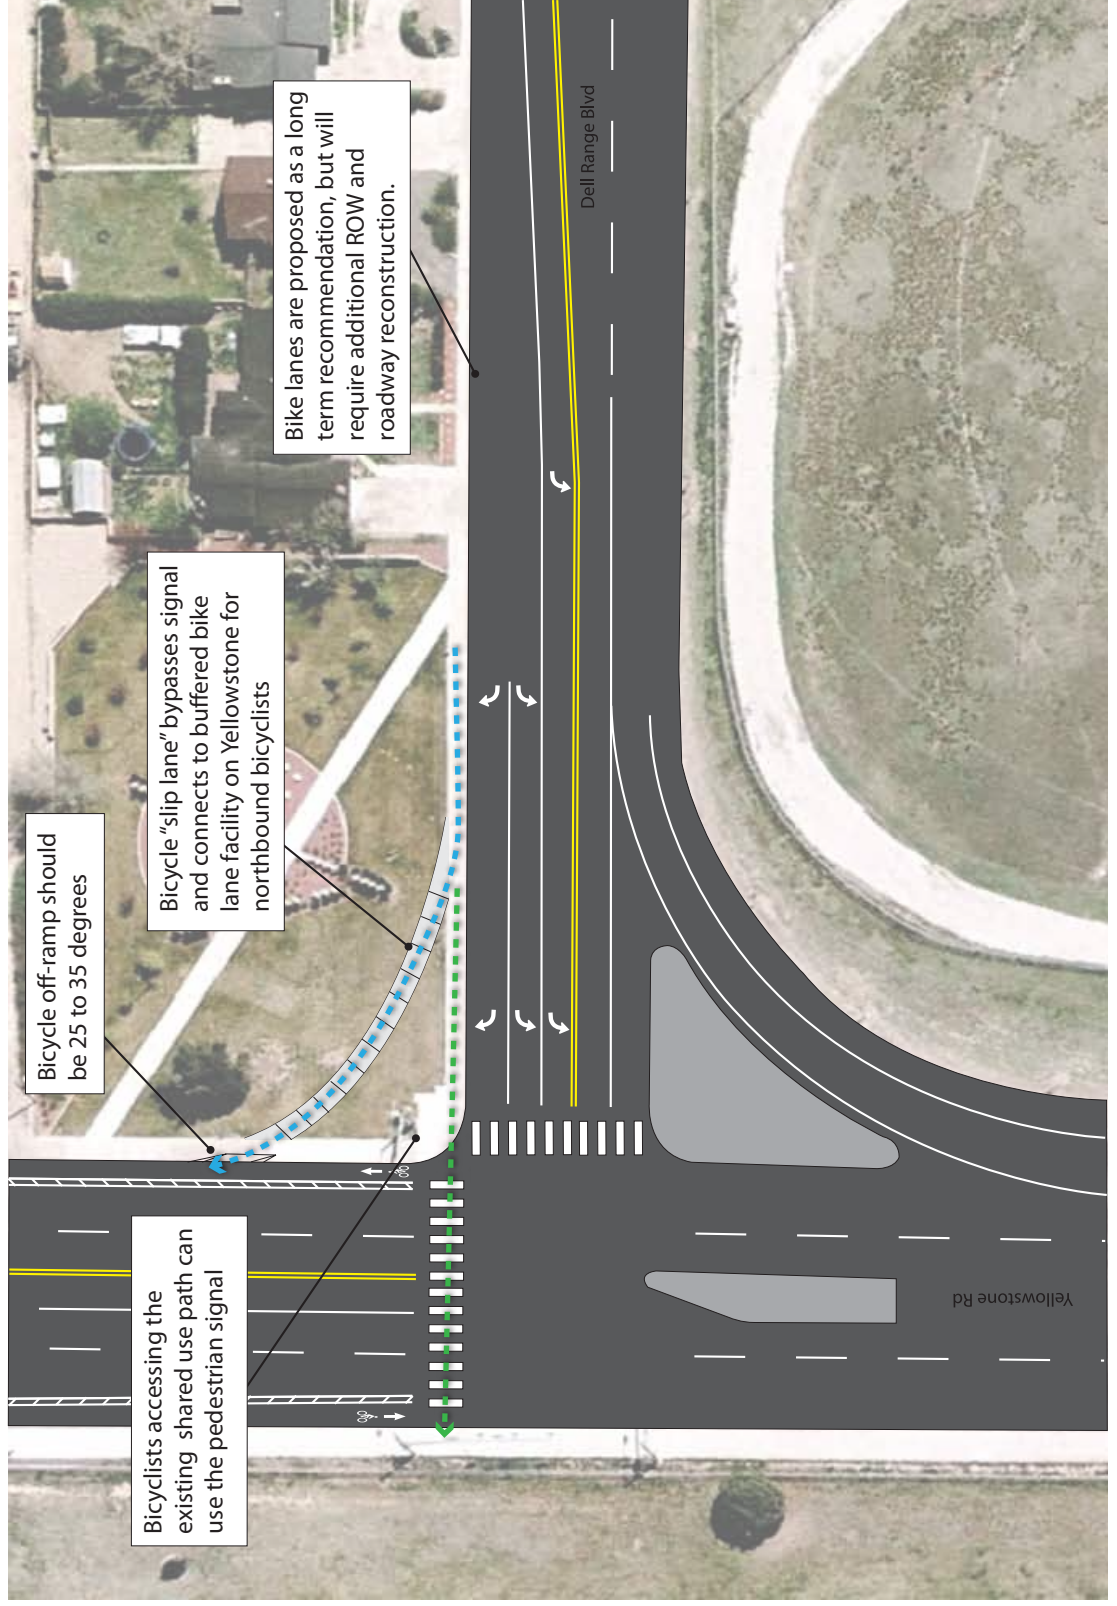 Bicycle off-ramp should
be 25 to 35 degrees
Bicycle “slip lane” bypasses signal
and connects to buffered bike
lane facility on Yellowstone for
northbound bicyclists
Bike lanes are proposed as a long
term recommendation, but will
require additional ROW and
roadway reconstruction.
Bicyclists accessing the
existing shared use path can
use the pedestrian signal
Dell Range Blvd
Yellowstone Rd